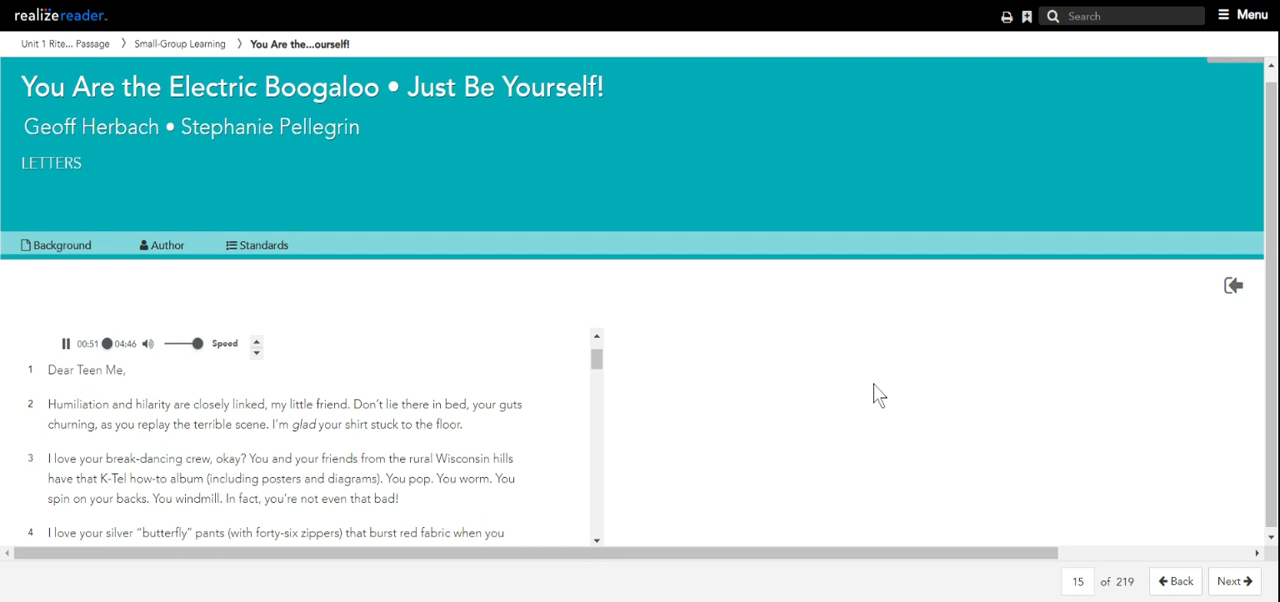 realizereader.
Search
Menu
Unit 1 Rite... Passage > Small-Group Learning > You Are the...ourself!
You Are the Electric Boogaloo • Just Be Yourself!
Geoff Herbach • Stephanie Pellegrin
LETTERS
Background Author Standards
00:51 04:46 Speed
1 Dear Teen Me,
2 Humiliation and hilarity are closely linked, my little friend. Don't lie there in bed, your guts
churning, as you replay the terrible scene. I'm glad your shirt stuck to the floor.
3 I love your break-dancing crew, okay? You and your friends from the rural Wisconsin hills
have that K-Tel how-to album (including posters and diagrams). You pop. You worm. You
spin on your backs. You windmill. In fact, you're not even that bad!
4 I love your silver "butterfly" pants (with forty-six zippers) that burst red fabric when you
15 of 219 Back Next